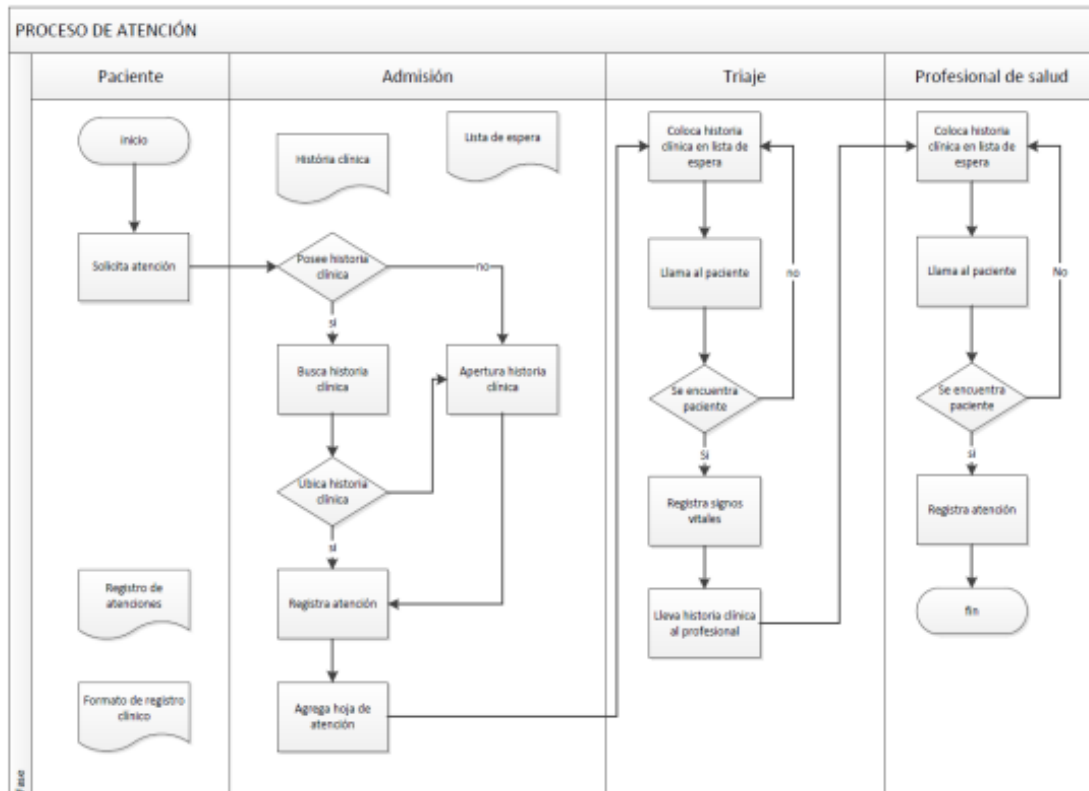 PROCESO DE ATENCIÓN
Paciente
Admisión
Triaje
Profesional de salud
inicio
Solicita atención
Registro de
atenciones
Formato de registro
clínico
História clínica
Lista de espera
Posee historia
clínica
no
si
Busca historia
clínica
Apertura historia
clínica
Ubica historia
clínica
si
Registra atención
Agrega hoja de
atención
Coloca historia
clínica en lista de
espera
Llama al paciente
no
Se encuentra
paciente
Si
Registra signos
vitales
Lleva historia clínica
al profesional
Coloca historia
clínica en lista de
espera
Llama al paciente
No
Se encuentra
paciente
si
Registra atención
fin
Fase